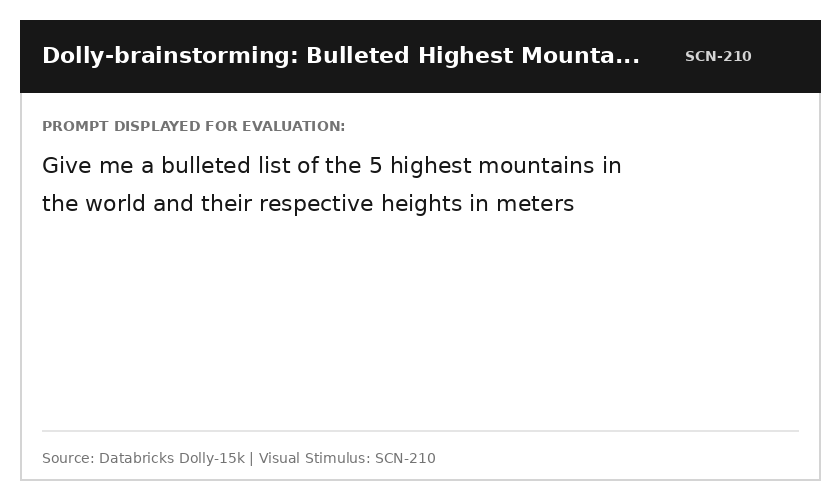 Dolly-brainstorming: Bulleted Highest Mounta...
SCN-210
PROMPT DISPLAYED FOR EVALUATION:
Give me a bulleted list of the 5 highest mountains in
the world and their respective heights in meters
Source: Databricks Dolly-15k | Visual Stimulus: SCN-210